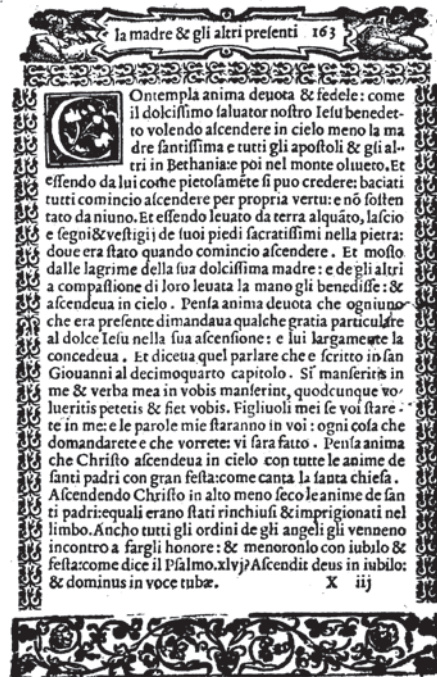 la madre & gli altri preſenti 163
COntempla anima deuota & fedele: come
il dolciſſimo ſaluator noſtro Ieſu benedet-
to volendo aſcendere in cielo meno la ma
dre ſantiſſima e tutti gli apoſtoli & gli al-
tri in Bethania:e poi nel monte oliueto. Et
eſſendo da lui come pietoſamẽte ſi puo credere: baciati
tutti comincio aſcendere per propria vertu: e nõ ſoſten
tato da niuno. Et eſſendo leuato da terra alquãto, laſcio
e ſegni&veſtigij de ſuoi piedi ſacratiſſimi nella pietra:
doue era ſtato quando comincio aſcendere . Et moſſo
dalle lagrime della ſua dolciſſima madre : e de gli altri
a compaſſione di loro leuata la mano gli benediſſe : &
aſcendeua in cielo . Penſa anima deuota che ogniuno
che era preſente dimandaua qualche gratia particulare
al dolce Ieſu nella ſua aſcenſione : e lui largamente la
concedeua . Et diceua quel parlare che e ſcritto in ſan
Giouanni al decimoquarto capitolo . Si manſeritis in
me & verba mea in vobis manſerint, quodcunque vo
lueritis petetis & fiet vobis. Figliuoli mei ſe voi ſtare -
te in me: e le parole mie ſtaranno in voi : ogni coſa che
domandarete e che vorrete: vi ſara fatto . Penſa anima
che Chriſto aſcendeua in cielo con tutte le anime de
ſanti padri con gran feſta:come canta la ſanta chieſa .
Aſcendendo Chriſto in alto meno ſeco le anime de ſan
ti padri:equali erano ſtati rinchiuſi & imprigionati nel
limbo. Ancho tutti gli ordini de gli angeli gli venneno
incontro a fargli honore : & menoronlo con iubilo &
feſta:come dice il Pſalmo.xlvj? Aſcendit deus in iubilo:
& dominus in voce tubæ. X iij